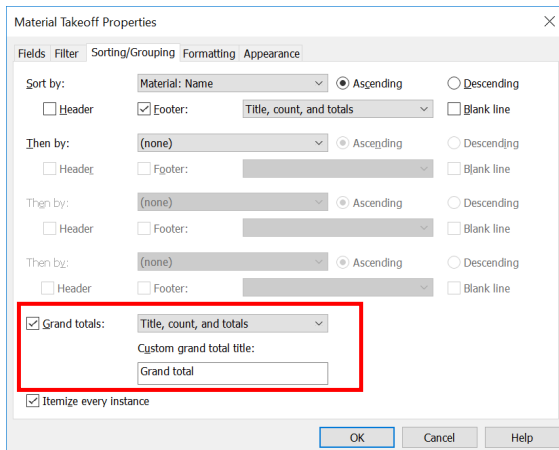 Material Takeoff Properties
Fields Filter Sorting/Grouping Formatting Appearance
Sort by: Material: Name Ascending Descending
Header Footer: Title, count, and totals Blank line
Then by: (none) Ascending Descending
Header Footer: Blank line
Then by: (none) Ascending Descending
Header Footer: Blank line
Then by: (none) Ascending Descending
Header Footer: Blank line
Grand totals: Title, count, and totals
Custom grand total title:
Grand total
Itemize every instance
OK Cancel Help